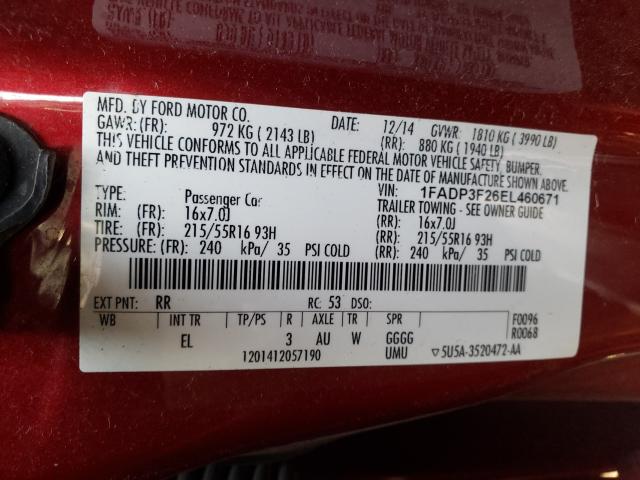 MFD. BY FORD MOTOR CO. DATE: 12/14 GVWR: 1810 KG ( 3990 LB)
GAWR: (FR): 972 KG ( 2143 LB) (RR): 880 KG ( 1940 LB)
THIS VEHICLE CONFORMS TO ALL APPLICABLE FEDERAL MOTOR VEHICLE SAFETY, BUMPER,
AND THEFT PREVENTION STANDARDS IN EFFECT ON THE DATE OF MANUFACTURE SHOWN ABOVE.
VIN: 1FADP3F26EL460671
TYPE: Passenger Car TRAILER TOWING - SEE OWNER GUIDE
RIM: (FR): 16x7.0J (RR): 16x7.0J
TIRE: (FR): 215/55R16 93H (RR): 215/55R16 93H
PRESSURE: (FR): 240 kPa/ 35 PSI COLD (RR): 240 kPa/ 35 PSI COLD
EXT PNT: RR RC: 53 DSO:
WB INT TR TP/PS R AXLE TR SPR F0096
EL 3 AU W GGGG R0068
1201412057190 UMU ▽5U5A-3520472-AA